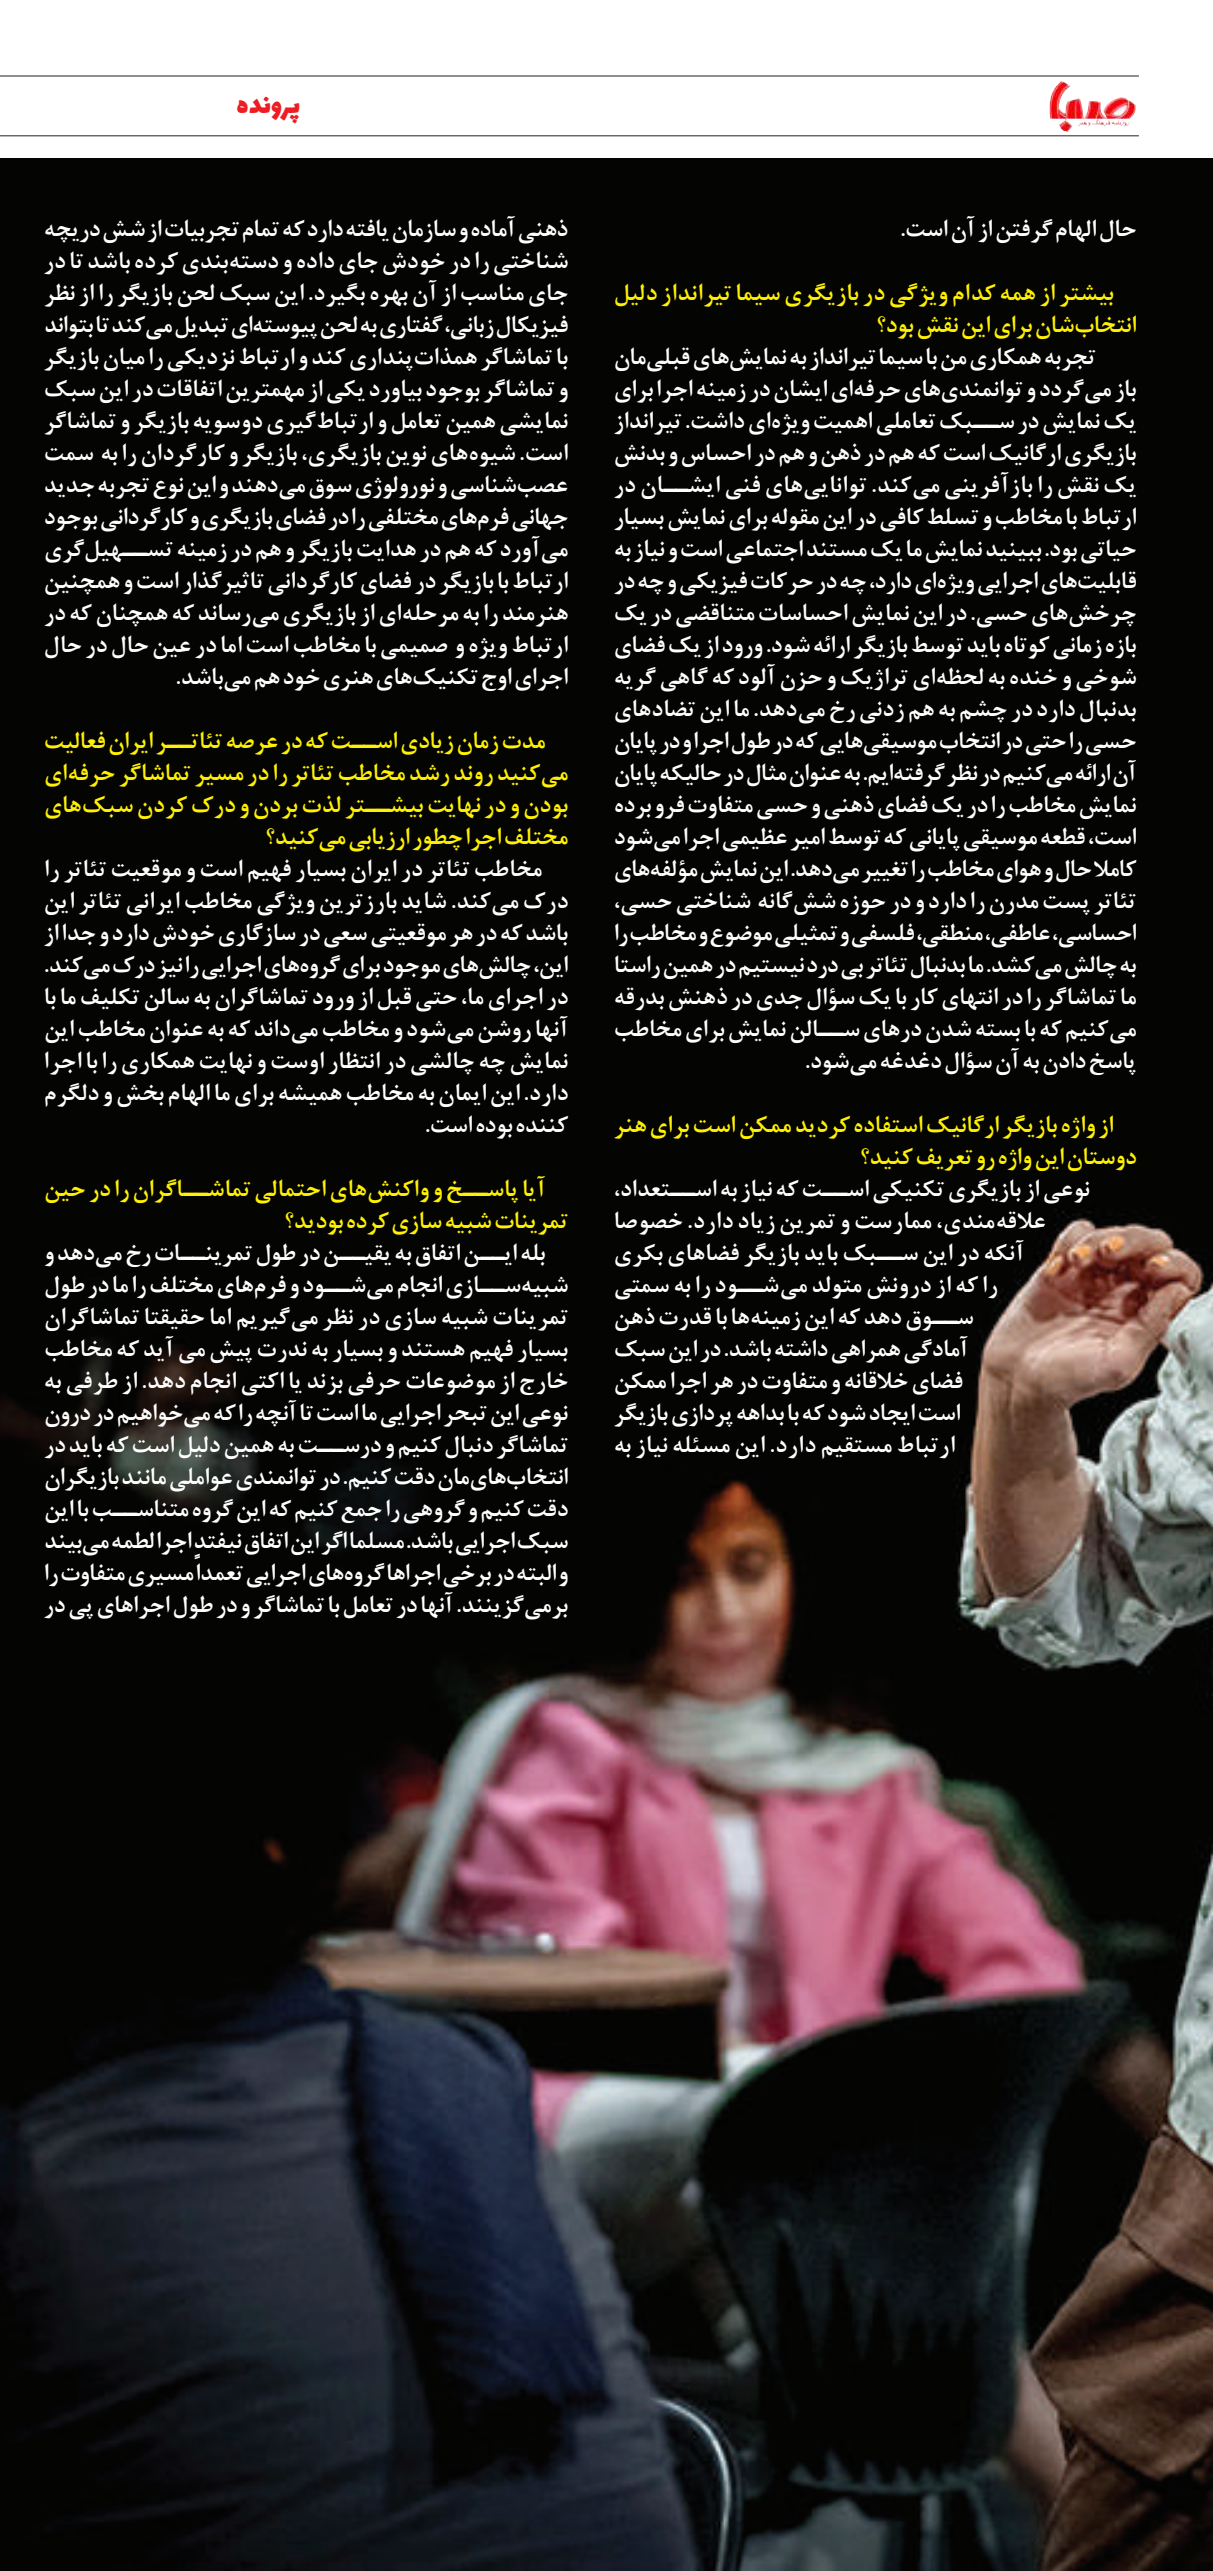 صبا
پرونده
حال الهام گرفتن از آن است.
بیشتر از همه کدام ویژگی در بازیگری سیما تیرانداز دلیل
انتخاب‌شان برای این نقش بود؟
تجربه همکاری من با سیما تیرانداز به نمایش‌های قبلی‌مان
باز می‌گردد و توانمندی‌های حرفه‌ای ایشان در زمینه اجرا برای
یک نمایش در سبک تعاملی اهمیت ویژه‌ای داشت. تیرانداز
بازیگری ارگانیک است که هم در ذهن و هم در احساس و بدنش
یک نقش را باز آفرینی می‌کند. توانایی‌های فنی ایشان در
ارتباط با مخاطب و تسلط کافی در این مقوله برای نمایش بسیار
حیاتی بود. ببینید نمایش ما یک مستند اجتماعی است و نیاز به
قابلیت‌های اجرایی ویژه‌ای دارد، چه در حرکات فیزیکی و چه در
چرخش‌های حسی. در این نمایش احساسات متناقضی در یک
بازه زمانی کوتاه باید توسط بازیگر ارائه شود. ورود از یک فضای
شوخی و خنده به لحظه‌ای تراژیک و حزن آلود که گاهی گریه
بدنبال دارد در چشم به هم زدنی رخ می‌دهد. ما این تضادهای
حسی را حتی در انتخاب موسیقی‌هایی که در طول اجرا و در پایان
آن ارائه می‌کنیم در نظر گرفته‌ایم. به عنوان مثال در حالیکه پایان
نمایش مخاطب را در یک فضای ذهنی و حسی متفاوت فرو برده
است، قطعه موسیقی پایانی که توسط امیر عظیمی اجرا می‌شود
کاملا حال و هوای مخاطب را تغییر می‌دهد. این نمایش مؤلفه‌های
تئاتر پست مدرن را دارد و در حوزه شش‌گانه شناختی حسی،
احساسی، عاطفی، منطقی، فلسفی و تمثیلی موضوع و مخاطب را
به چالش می‌کشد. ما بدنبال تئاتر بی درد نیستیم در همین راستا
ما تماشاگر را در انتهای کار با یک سؤال جدی در ذهنش بدرقه
می‌کنیم که با بسته شدن درهای سالن نمایش برای مخاطب
پاسخ دادن به آن سؤال دغدغه می‌شود.
از واژه بازیگر ارگانیک استفاده کردید ممکن است برای هنر
دوستان این واژه رو تعریف کنید؟
نوعی از بازیگری تکنیکی است که نیاز به استعداد،
علاقه‌مندی، ممارست و تمرین زیاد دارد. خصوصا
آنکه در این سبک باید بازیگر فضاهای بکری
را که از درونش متولد می‌شود را به سمتی
سوق دهد که این زمینه‌ها با قدرت ذهن
آمادگی همراهی داشته باشد. در این سبک
فضای خلاقانه و متفاوت در هر اجرا ممکن
است ایجاد شود که با بداهه پردازی بازیگر
ارتباط مستقیم دارد. این مسئله نیاز به
ذهنی آماده و سازمان یافته دارد که تمام تجربیات از شش دریچه
شناختی را در خودش جای داده و دسته‌بندی کرده باشد تا در
جای مناسب از آن بهره بگیرد. این سبک لحن بازیگر را از نظر
فیزیکال زبانی، گفتاری به لحن پیوسته‌ای تبدیل می‌کند تا بتواند
با تماشاگر همذات‌پنداری کند و ارتباط نزدیکی را میان بازیگر
و تماشاگر بوجود بیاورد یکی از مهمترین اتفاقات در این سبک
نمایشی همین تعامل و ارتباط گیری دوسویه بازیگر و تماشاگر
است. شیوه‌های نوین بازیگری، بازیگر و کارگردان را به سمت
عصب‌شناسی و نورولوژی سوق می‌دهند و این نوع تجربه جدید
جهانی فرم‌های مختلفی را در فضای بازیگری و کارگردانی بوجود
می‌آورد که هم در هدایت بازیگر و هم در زمینه تسهیل‌گری
ارتباط با بازیگر در فضای کارگردانی تاثیرگذار است و همچنین
هنرمند را به مرحله‌ای از بازیگری می‌رساند که همچنان که در
ارتباط ویژه و صمیمی با مخاطب است اما در عین حال در حال
اجرای اوج تکنیک‌های هنری خود هم می‌باشد.
مدت زمان زیادی است که در عرصه تئاتر ایران فعالیت
می‌کنید روند رشد مخاطب تئاتر را در مسیر تماشاگر حرفه‌ای
بودن و در نهایت بیشتر لذت بردن و درک کردن سبک‌های
مختلف اجرا چطور ارزیابی می‌کنید؟
مخاطب تئاتر در ایران بسیار فهیم است و موقعیت تئاتر را
درک می‌کند. شاید بارزترین ویژگی مخاطب ایرانی تئاتر این
باشد که در هر موقعیتی سعی در سازگاری خودش دارد و جدا از
این، چالش‌های موجود برای گروه‌های اجرایی را نیز درک می‌کند.
در اجرای ما، حتی قبل از ورود تماشاگران به سالن تکلیف ما با
آنها روشن می‌شود و مخاطب می‌داند که به عنوان مخاطب این
نمایش چه چالشی در انتظار اوست و نهایت همکاری را با اجرا
دارد. این ایمان به مخاطب همیشه برای ما الهام بخش و دلگرم
کننده بوده است.
آیا پاسخ و واکنش‌های احتمالی تماشاگران را در حین
تمرینات شبیه سازی کرده بودید؟
بله این اتفاق به یقین در طول تمرینات رخ می‌دهد و
شبیه‌سازی انجام می‌شود و فرم‌های مختلف را ما در طول
تمرینات شبیه سازی در نظر می‌گیریم اما حقیقتا تماشاگران
بسیار فهیم هستند و بسیار به ندرت پیش می آید که مخاطب
خارج از موضوعات حرفی بزند یا اکتی انجام دهد. از طرفی به
نوعی این تبحر اجرایی ما است تا آنچه را که می‌خواهیم در درون
تماشاگر دنبال کنیم و درست به همین دلیل است که باید در
انتخاب‌های‌مان دقت کنیم. در توانمندی عواملی مانند بازیگران
دقت کنیم و گروهی را جمع کنیم که این گروه متناسب با این
سبک اجرایی باشد. مسلما اگر این اتفاق نیفتد اجرا لطمه می‌بیند
و البته در برخی اجراها گروه‌های اجرایی تعمداً مسیری متفاوت را
برمی‌گزینند. آنها در تعامل با تماشاگر و در طول اجراهای پی در